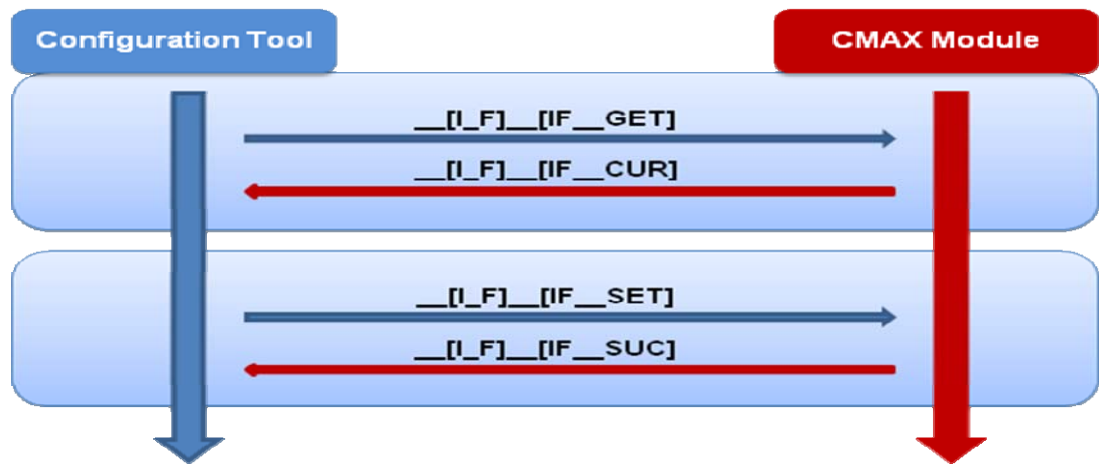 Configuration Tool
CMAX Module
__[I_F]__[IF__GET]
__[I_F]__[IF__CUR]
__[I_F]__[IF__SET]
__[I_F]__[IF__SUC]